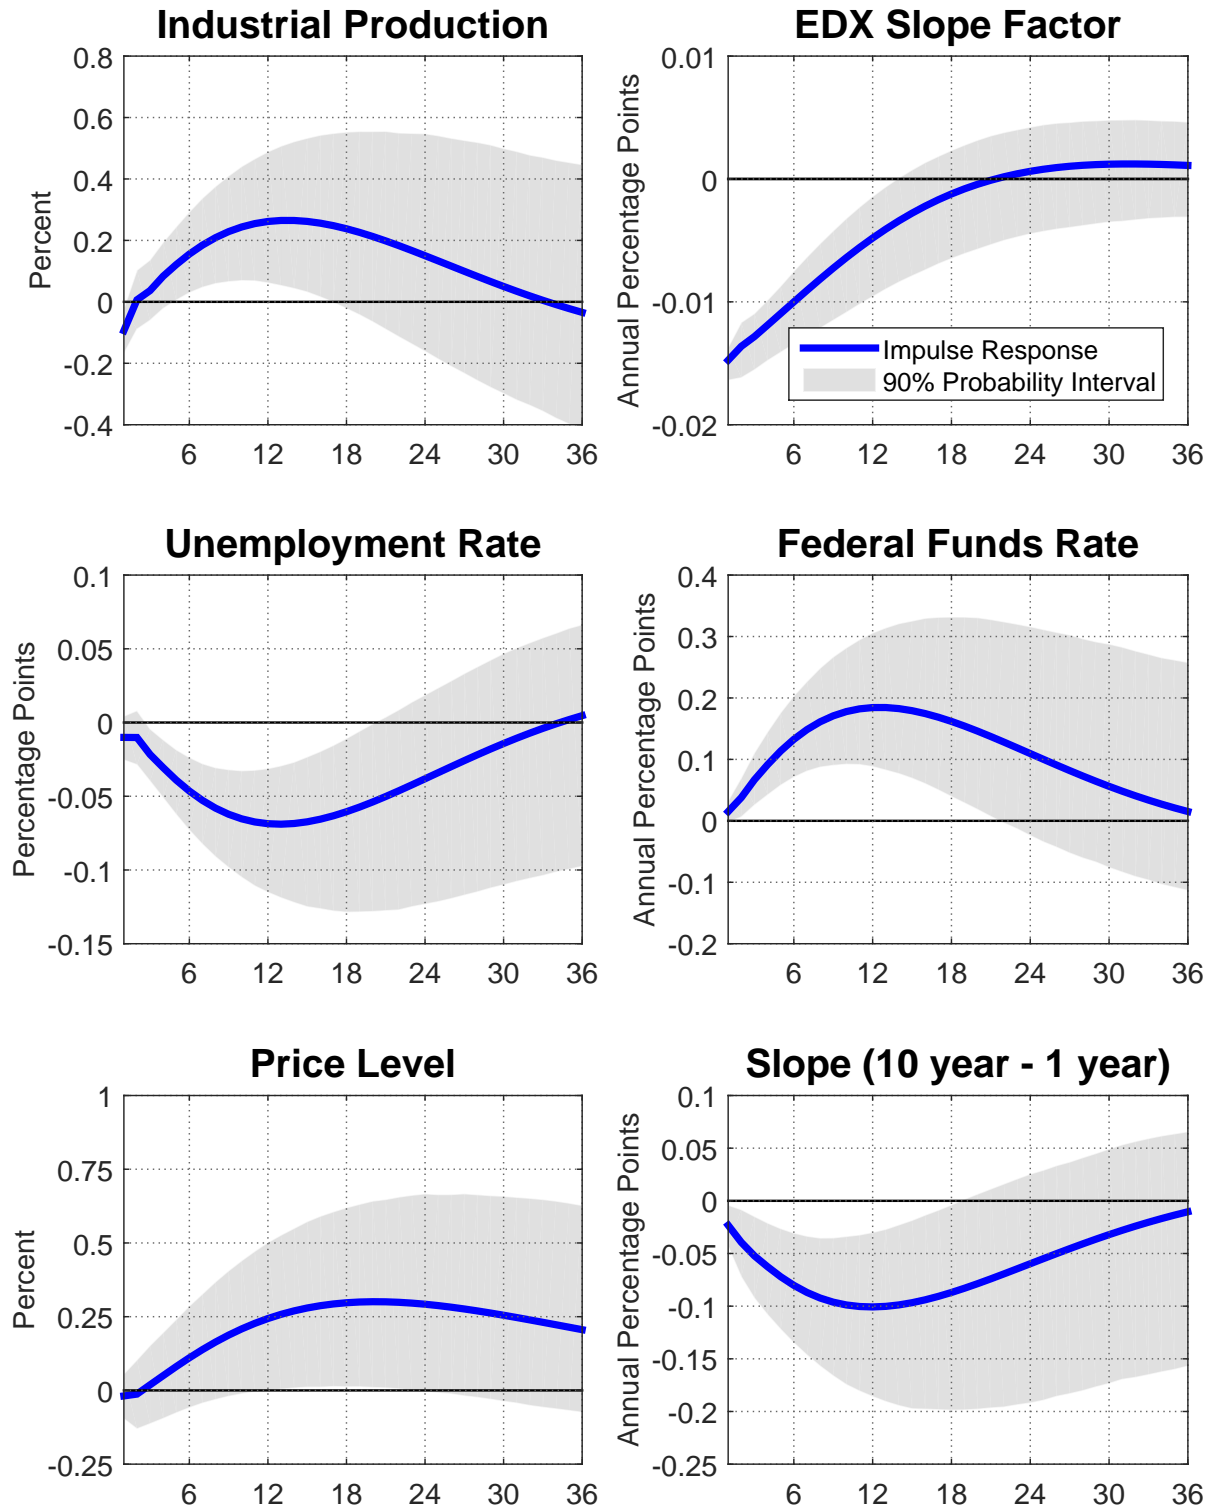 Industrial Production
Percent
0.8
0.6
0.4
0.2
0
-0.2
-0.4
6 12 18 24 30 36
EDX Slope Factor
Annual Percentage Points
0.01
0
-0.01
-0.02
Impulse Response
90% Probability Interval
6 12 18 24 30 36
Unemployment Rate
Percentage Points
0.1
0.05
0
-0.05
-0.1
-0.15
6 12 18 24 30 36
Federal Funds Rate
Annual Percentage Points
0.4
0.3
0.2
0.1
0
-0.1
-0.2
6 12 18 24 30 36
Price Level
Percent
1
0.75
0.5
0.25
0
-0.25
6 12 18 24 30 36
Slope (10 year - 1 year)
Annual Percentage Points
0.1
0.05
0
-0.05
-0.1
-0.15
-0.2
-0.25
6 12 18 24 30 36